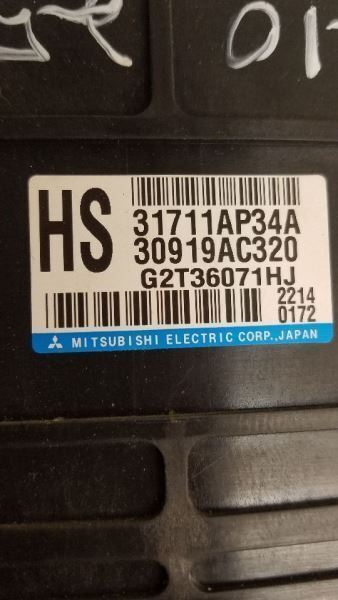 HS
31711AP34A
30919AC320
G2T36071HJ
2214
0172
MITSUBISHI ELECTRIC CORP.,JAPAN